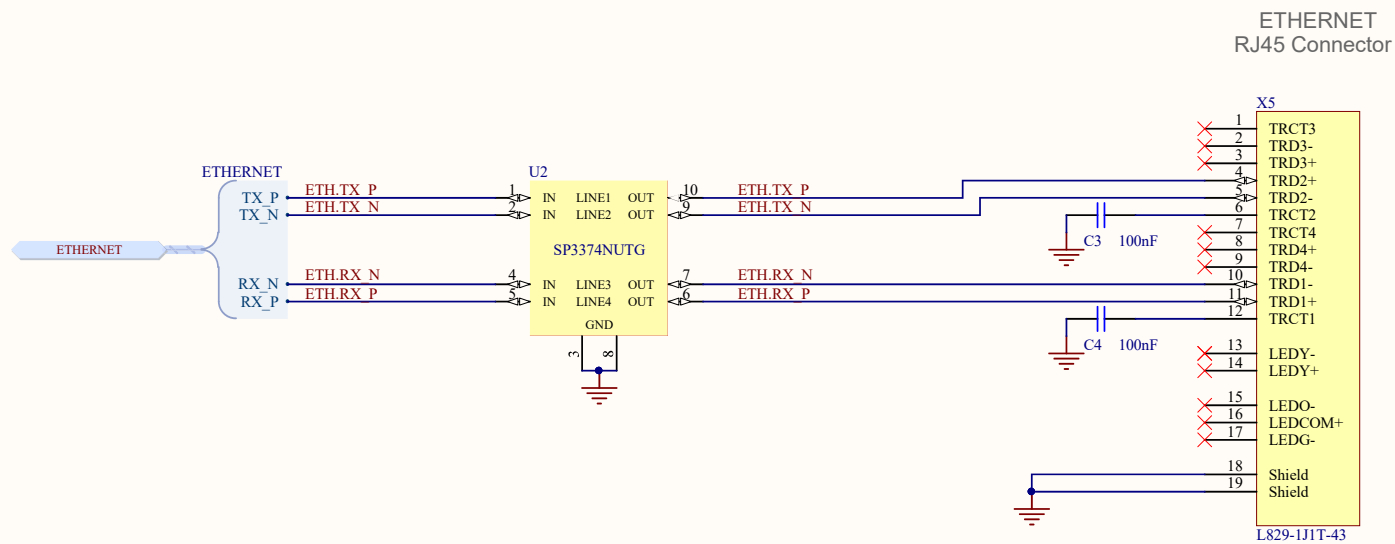 ETHERNET
RJ45 Connector
X5
ETHERNET
U2
TX_P ETH.TX_P 1 IN LINE1 OUT 10 ETH.TX_P
TX_N ETH.TX_N 2 IN LINE2 OUT 9 ETH.TX_N
ETHERNET
SP3374NUTG
RX_N ETH.RX_N 4 IN LINE3 OUT 7 ETH.RX_N
RX_P ETH.RX_P 5 IN LINE4 OUT 6 ETH.RX_P
GND
3 8
1 TRCT3
2 TRD3-
3 TRD3+
4 TRD2+
5 TRD2-
6 TRCT2
C3 100nF
7 TRCT4
8 TRD4+
9 TRD4-
10 TRD1-
11 TRD1+
12 TRCT1
C4 100nF
13 LEDY-
14 LEDY+
15 LEDO-
16 LEDCOM+
17 LEDG-
18 Shield
19 Shield
L829-1J1T-43